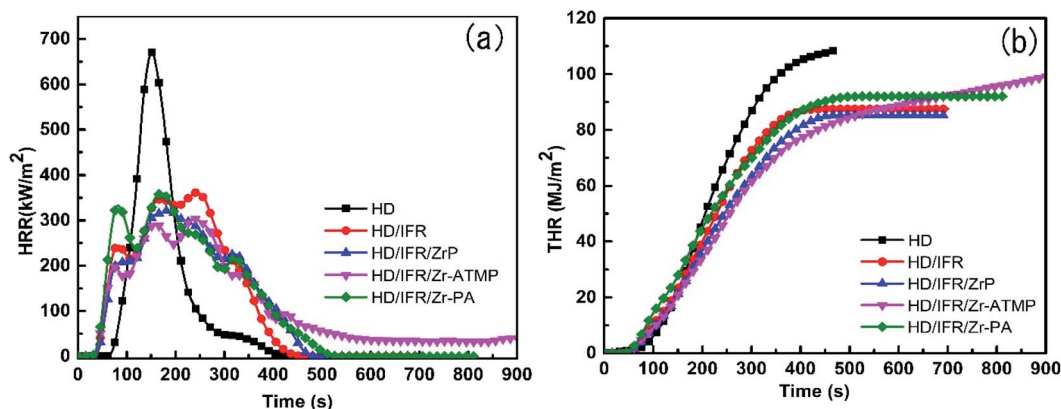 (a)
HRR(kW/m²)
700
600
500
400
300
200
100
0
HD
HD/IFR
HD/IFR/ZrP
HD/IFR/Zr-ATMP
HD/IFR/Zr-PA
0 100 200 300 400 500 600 700 800 900
Time (s)
(b)
THR (MJ/m²)
120
100
80
60
40
20
0
HD
HD/IFR
HD/IFR/ZrP
HD/IFR/Zr-ATMP
HD/IFR/Zr-PA
0 100 200 300 400 500 600 700 800 900
Time (s)